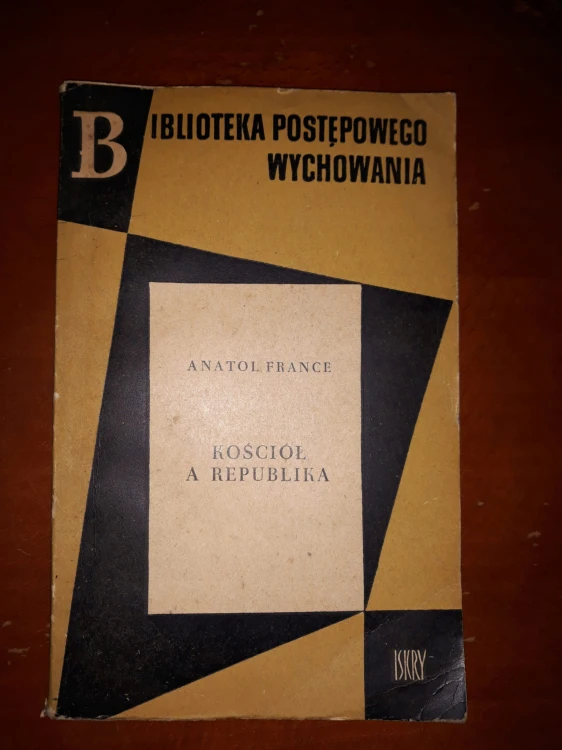 BIBLIOTEKA POSTĘPOWEGO
WYCHOWANIA
ANATOL FRANCE
KOŚCIÓŁ
A REPUBLIKA
ISKRY